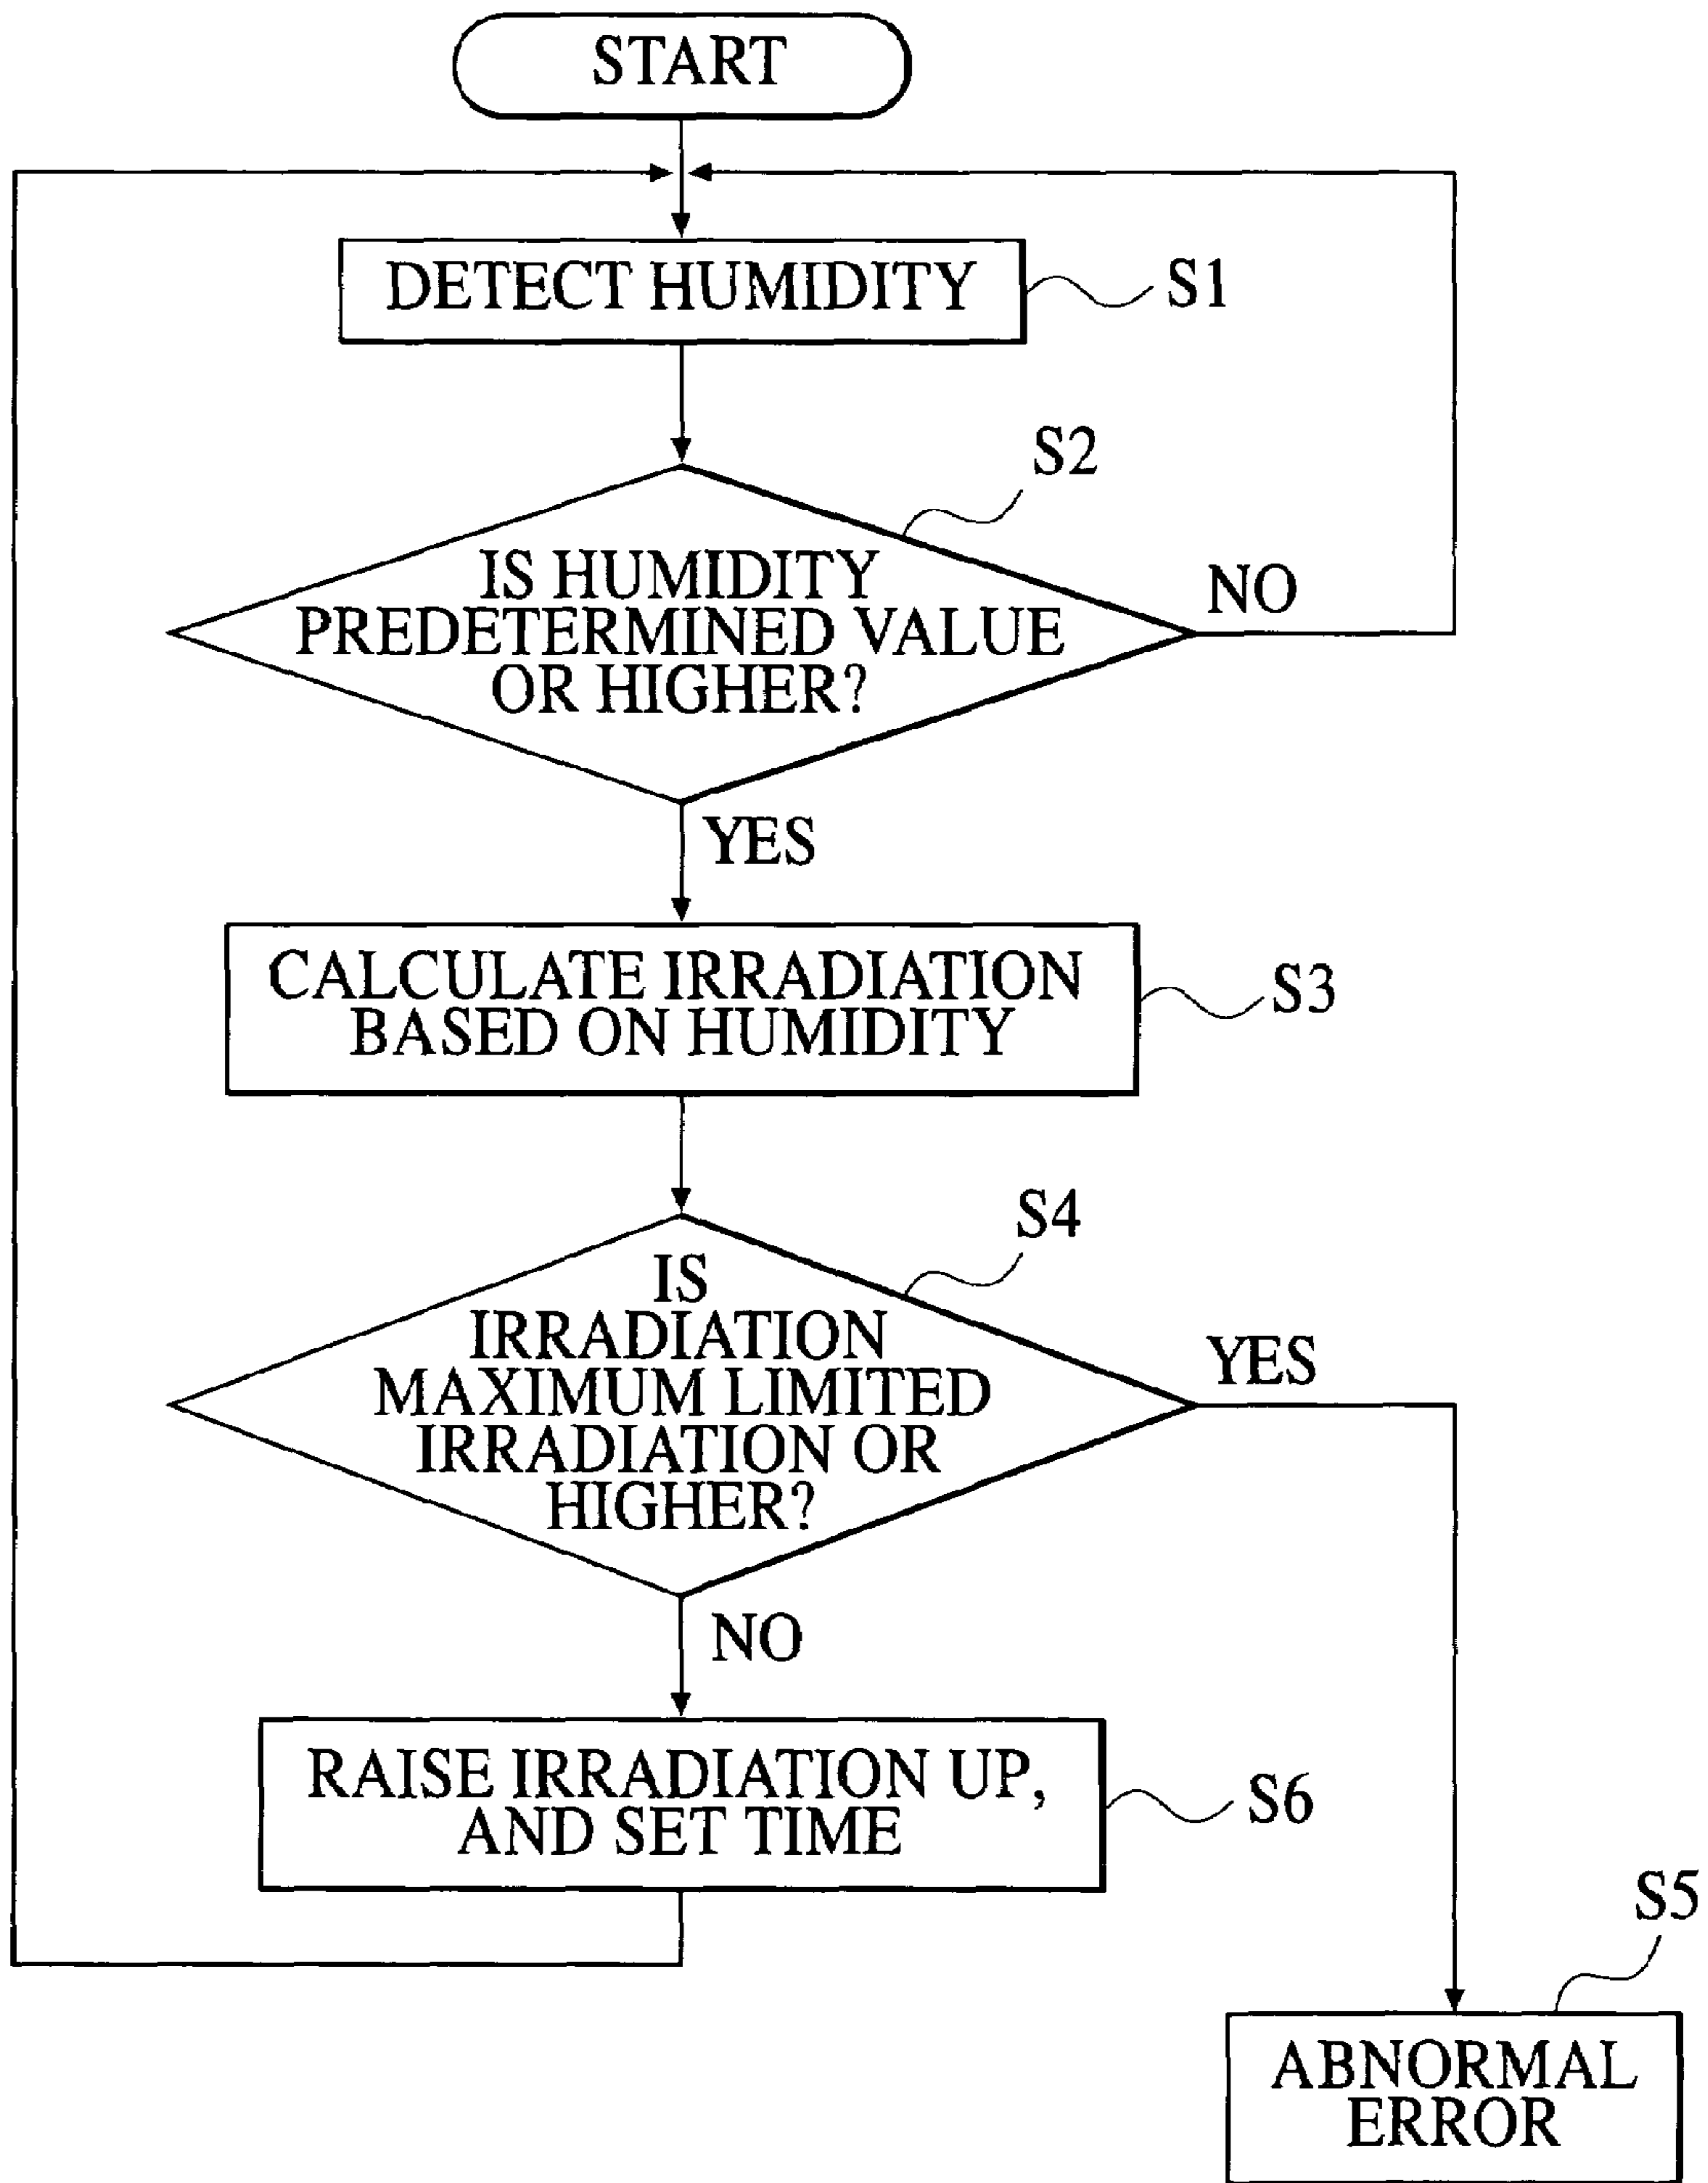 START
DETECT HUMIDITY
S1
S2
IS HUMIDITY
PREDETERMINED VALUE
OR HIGHER?
NO
YES
CALCULATE IRRADIATION
BASED ON HUMIDITY
S3
S4
IS
IRRADIATION
MAXIMUM LIMITED
IRRADIATION OR
HIGHER?
YES
NO
RAISE IRRADIATION UP,
AND SET TIME
S6
S5
ABNORMAL
ERROR